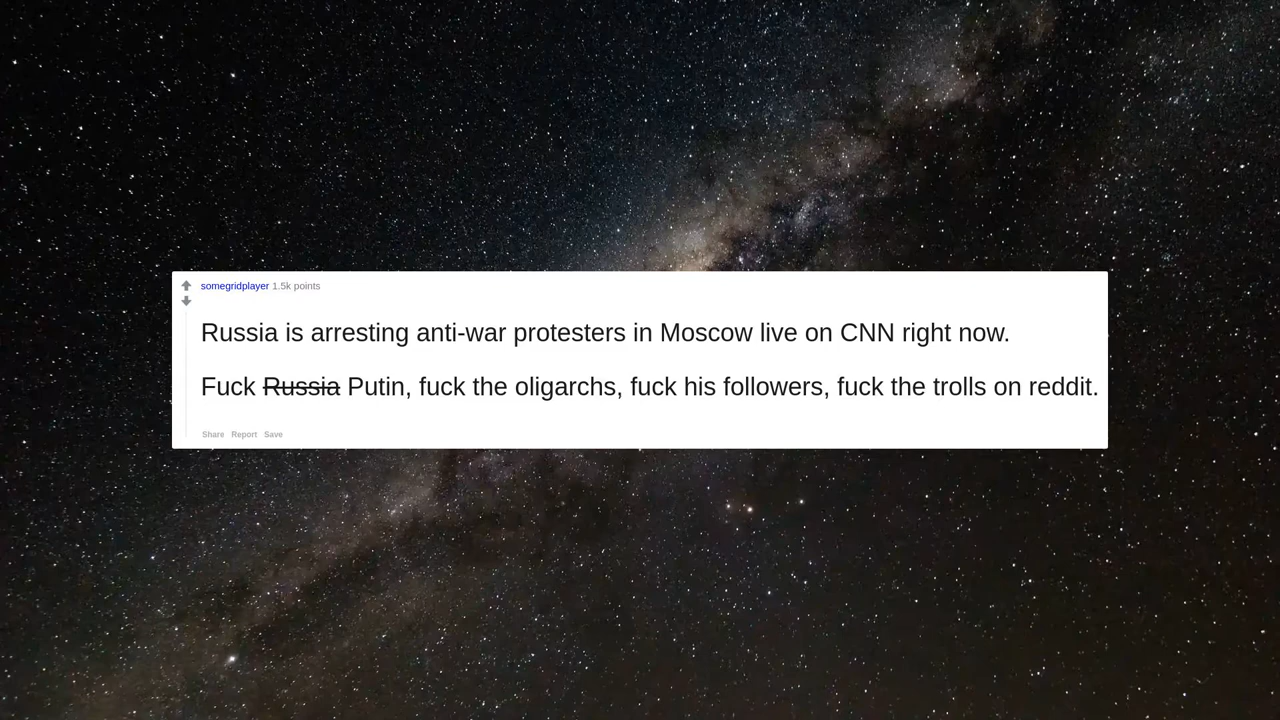 somegridplayer 1.5k points
Russia is arresting anti-war protesters in Moscow live on CNN right now.
Fuck Russia Putin, fuck the oligarchs, fuck his followers, fuck the trolls on reddit.
Share Report Save